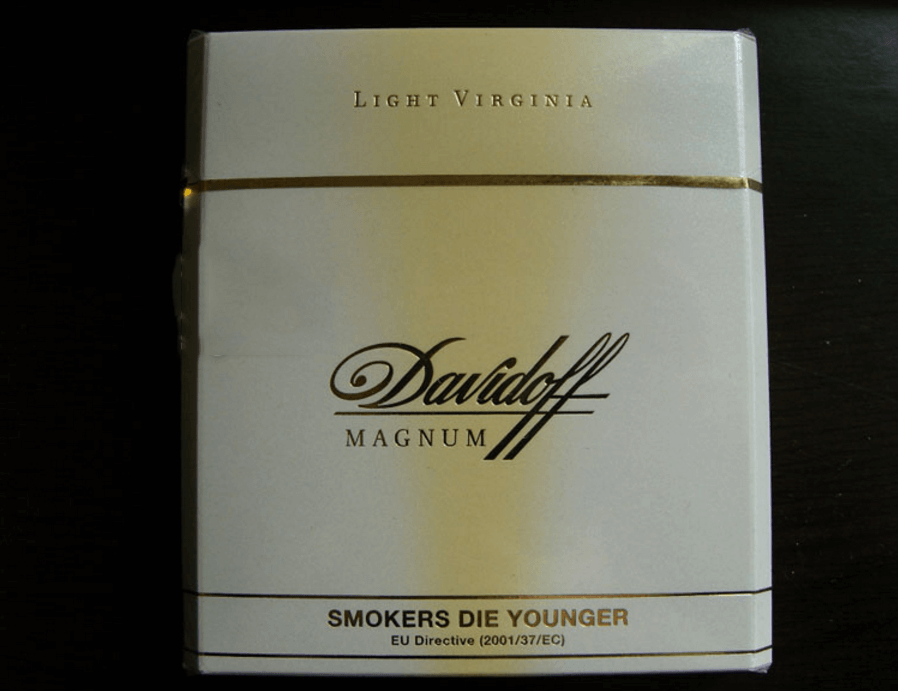 LIGHT VIRGINIA
Davidoff
MAGNUM
SMOKERS DIE YOUNGER
EU Directive (2001/37/EC)